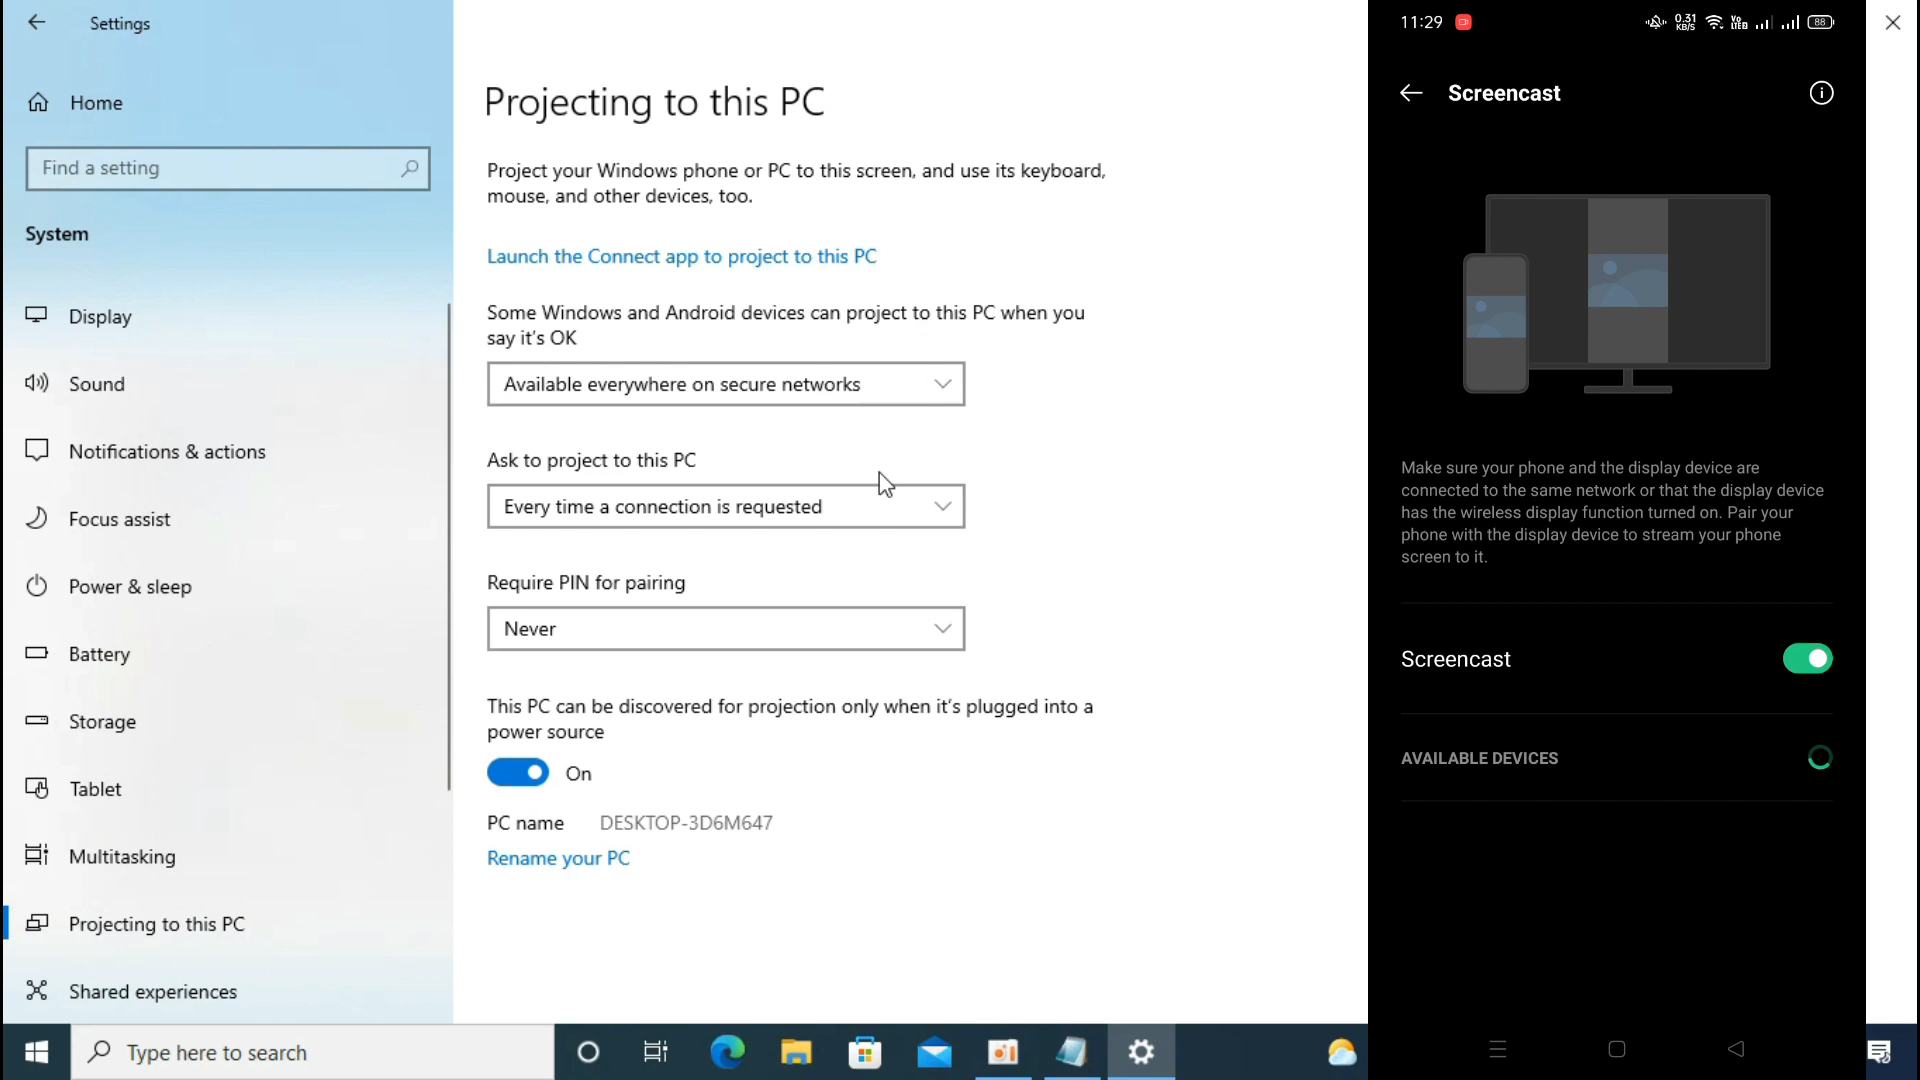 Settings
Home
Find a setting
System
Display
Sound
Notifications & actions
Focus assist
Power & sleep
Battery
Storage
Tablet
Multitasking
Projecting to this PC
Shared experiences
Projecting to this PC
Project your Windows phone or PC to this screen, and use its keyboard,
mouse, and other devices, too.
Launch the Connect app to project to this PC
Some Windows and Android devices can project to this PC when you
say it's OK
Available everywhere on secure networks
Ask to project to this PC
Every time a connection is requested
Require PIN for pairing
Never
This PC can be discovered for projection only when it's plugged into a
power source
On
PC name DESKTOP-3D6M647
Rename your PC
Type here to search
11:29
0.31
KB/S
Vo
LTE2
88
Screencast
Make sure your phone and the display device are
connected to the same network or that the display device
has the wireless display function turned on. Pair your
phone with the display device to stream your phone
screen to it.
Screencast
AVAILABLE DEVICES